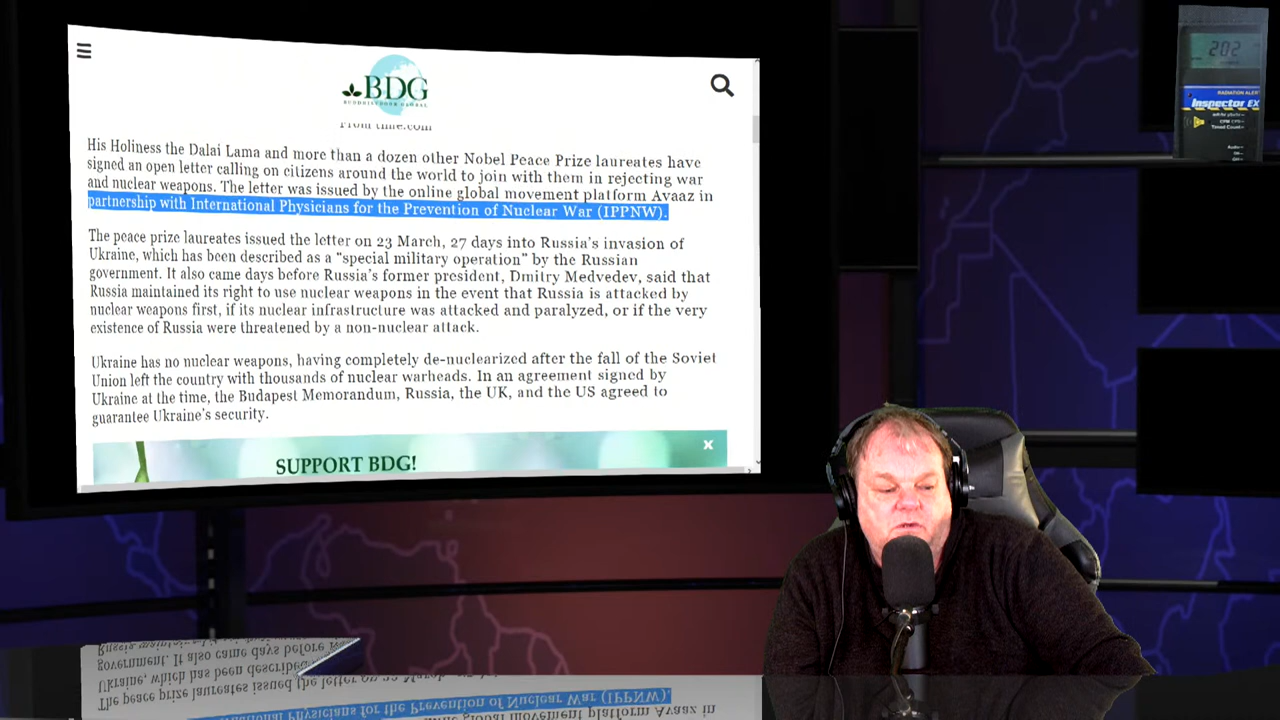 BDG
BUDDHISTDOOR GLOBAL
From time.com
His Holiness the Dalai Lama and more than a dozen other Nobel Peace Prize laureates have
signed an open letter calling on citizens around the world to join with them in rejecting war
and nuclear weapons. The letter was issued by the online global movement platform Avaaz in
partnership with International Physicians for the Prevention of Nuclear War (IPPNW).
The peace prize laureates issued the letter on 23 March, 27 days into Russia’s invasion of
Ukraine, which has been described as a “special military operation” by the Russian
government. It also came days before Russia’s former president, Dmitry Medvedev, said that
Russia maintained its right to use nuclear weapons in the event that Russia is attacked by
nuclear weapons first, if its nuclear infrastructure was attacked and paralyzed, or if the very
existence of Russia were threatened by a non-nuclear attack.
Ukraine has no nuclear weapons, having completely de-nuclearized after the fall of the Soviet
Union left the country with thousands of nuclear warheads. In an agreement signed by
Ukraine at the time, the Budapest Memorandum, Russia, the UK, and the US agreed to
guarantee Ukraine’s security.
x
SUPPORT BDG!
202
RADIATION ALERT
Inspector EX